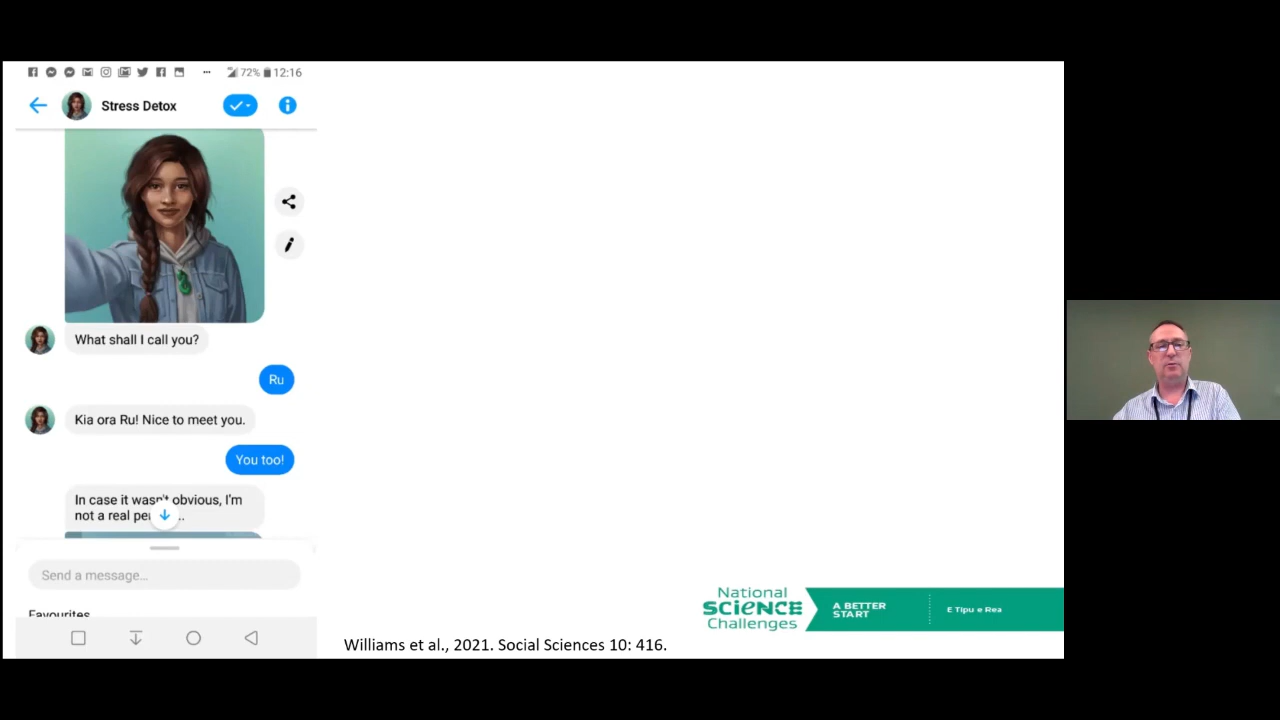 72% 12:16
Stress Detox
What shall I call you?
Ru
Kia ora Ru! Nice to meet you.
You too!
In case it wasn't obvious, I'm
not a real
Send a message...
Favourites
Williams et al., 2021. Social Sciences 10: 416.
National
SCIENCE
Challenges
A BETTER
START
E Tipu e Rea